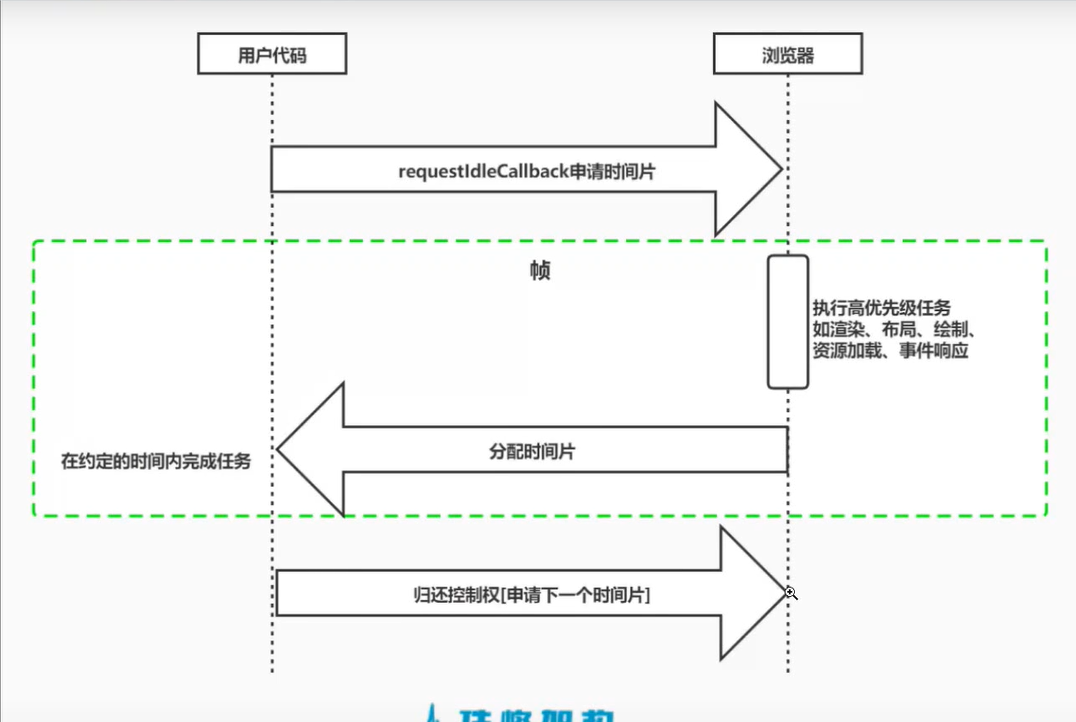 用户代码
浏览器
requestIdleCallback申请时间片
帧
执行高优先级任务
如渲染、布局、绘制、
资源加载、事件响应
分配时间片
在约定的时间内完成任务
归还控制权[申请下一个时间片]